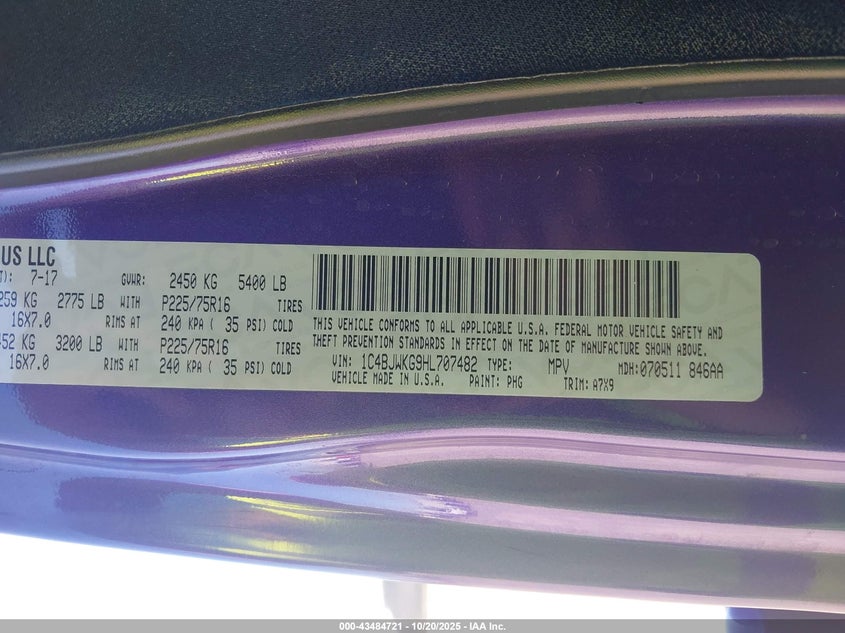 US LLC
T): 7-17 GVWR: 2450 KG 5400 LB
259 KG 2775 LB WITH P225/75R16 TIRES
16X7.0 RIMS AT 240 KPA ( 35 PSI) COLD
452 KG 3200 LB WITH P225/75R16 TIRES
16X7.0 RIMS AT 240 KPA ( 35 PSI) COLD
THIS VEHICLE CONFORMS TO ALL APPLICABLE U.S.A. FEDERAL MOTOR VEHICLE SAFETY AND
THEFT PREVENTION STANDARDS IN EFFECT ON THE DATE OF MANUFACTURE SHOWN ABOVE.
VIN: 1C4BJWKG9HL707482 TYPE: MPV MDH: 070511 846AA
VEHICLE MADE IN U.S.A. PAINT: PHG TRIM: A7X9
000-43484721 - 10/20/2025 - IAA Inc.